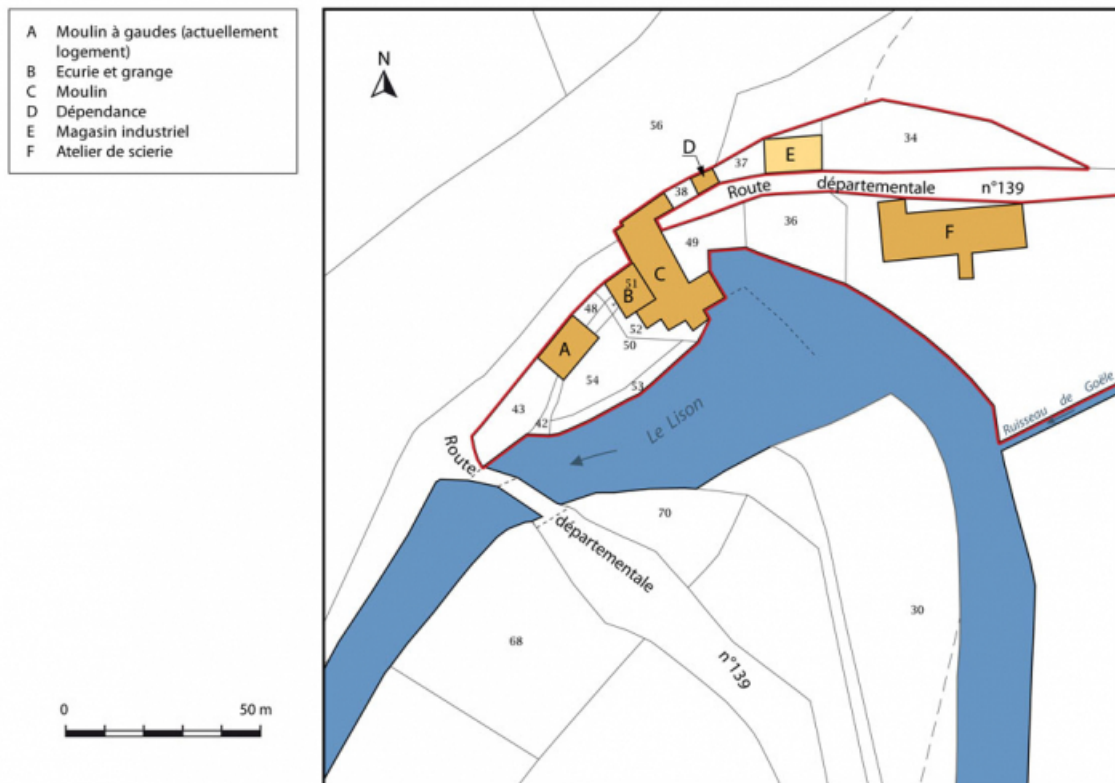 A Moulin à gaudes (actuellement
logement)
B Ecurie et grange
C Moulin
D Dépendance
E Magasin industriel
F Atelier de scierie
N
56
34
D
37
E
38
Route départementale n°139
36
F
49
C
51
B
48
52
50
A
54
53
43
42
Le Lison
Ruisseau de Goële
Route
départementale
n°139
70
30
68
0 50 m